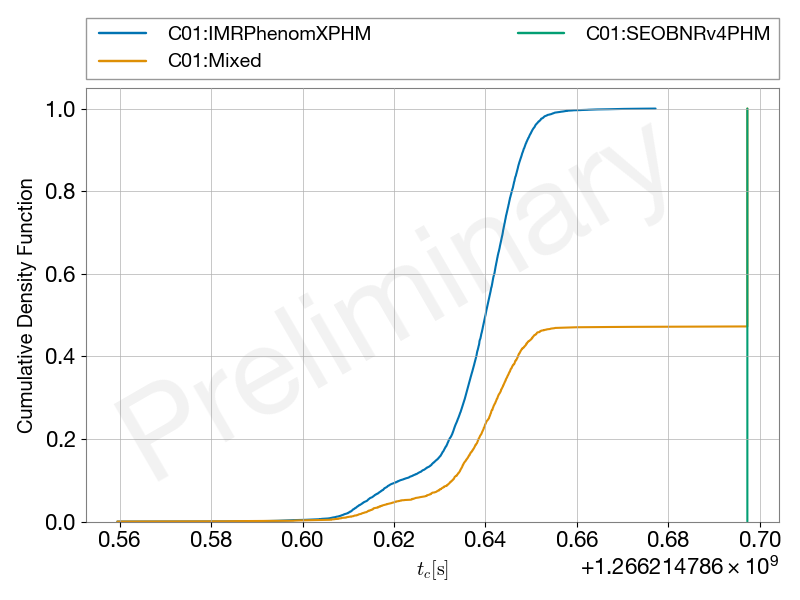 C01:IMRPhenomXPHM C01:SEOBNRv4PHM
C01:Mixed
Preliminary
Cumulative Density Function
1.0
0.8
0.6
0.4
0.2
0.0
0.56 0.58 0.60 0.62 0.64 0.66 0.68 0.70
t_c[s]
+1.266214786 × 10⁹